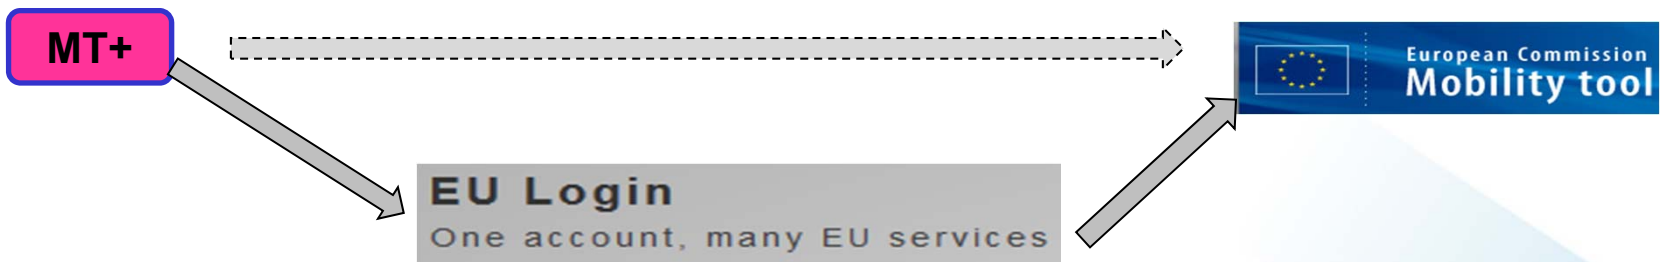 MT+
European Commission
Mobility tool
EU Login
One account, many EU services